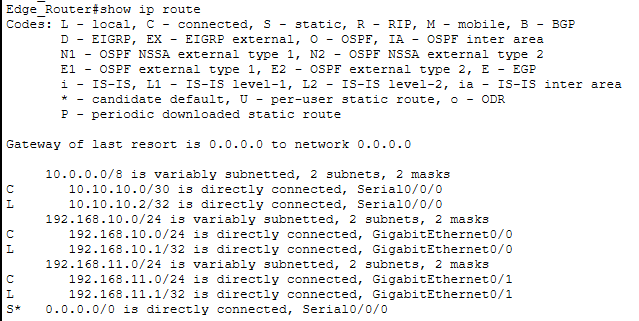 Edge_Router#show ip route
Codes: L - local, C - connected, S - static, R - RIP, M - mobile, B - BGP
       D - EIGRP, EX - EIGRP external, O - OSPF, IA - OSPF inter area
       N1 - OSPF NSSA external type 1, N2 - OSPF NSSA external type 2
       E1 - OSPF external type 1, E2 - OSPF external type 2, E - EGP
       i - IS-IS, L1 - IS-IS level-1, L2 - IS-IS level-2, ia - IS-IS inter area
       * - candidate default, U - per-user static route, o - ODR
       P - periodic downloaded static route

Gateway of last resort is 0.0.0.0 to network 0.0.0.0

     10.0.0.0/8 is variably subnetted, 2 subnets, 2 masks
C       10.10.10.0/30 is directly connected, Serial0/0/0
L       10.10.10.2/32 is directly connected, Serial0/0/0
     192.168.10.0/24 is variably subnetted, 2 subnets, 2 masks
C       192.168.10.0/24 is directly connected, GigabitEthernet0/0
L       192.168.10.1/32 is directly connected, GigabitEthernet0/0
     192.168.11.0/24 is variably subnetted, 2 subnets, 2 masks
C       192.168.11.0/24 is directly connected, GigabitEthernet0/1
L       192.168.11.1/32 is directly connected, GigabitEthernet0/1
S*   0.0.0.0/0 is directly connected, Serial0/0/0